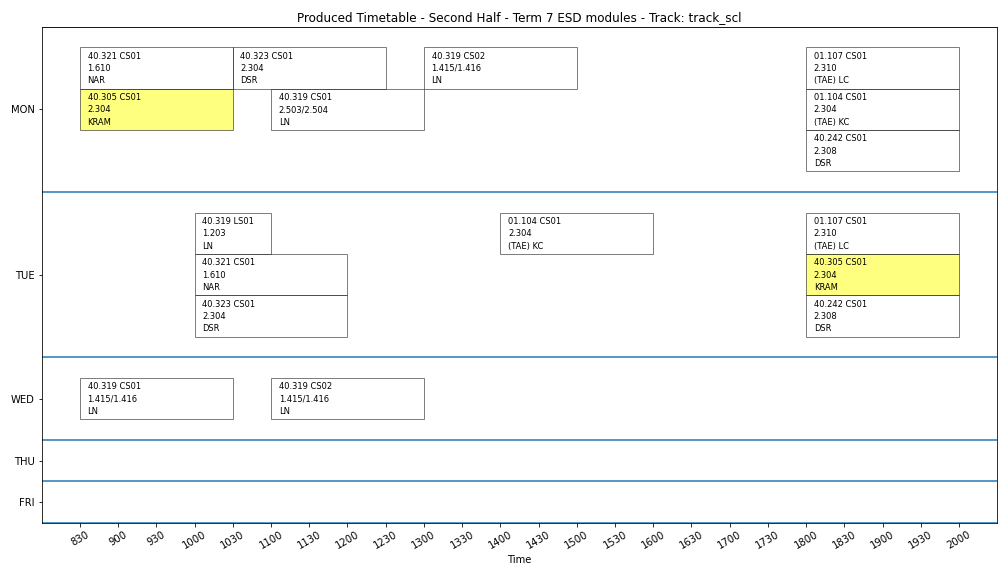 Produced Timetable - Second Half - Term 7 ESD modules - Track: track_scl
MON
40.321 CS01
1.610
NAR
40.323 CS01
2.304
DSR
40.319 CS02
1.415/1.416
LN
01.107 CS01
2.310
(TAE) LC
40.305 CS01
2.304
KRAM
40.319 CS01
2.503/2.504
LN
01.104 CS01
2.304
(TAE) KC
40.242 CS01
2.308
DSR
TUE
40.319 LS01
1.203
LN
01.104 CS01
2.304
(TAE) KC
01.107 CS01
2.310
(TAE) LC
40.321 CS01
1.610
NAR
40.305 CS01
2.304
KRAM
40.323 CS01
2.304
DSR
40.242 CS01
2.308
DSR
WED
40.319 CS01
1.415/1.416
LN
40.319 CS02
1.415/1.416
LN
THU
FRI
830 900 930 1000 1030 1100 1130 1200 1230 1300 1330 1400 1430 1500 1530 1600 1630 1700 1730 1800 1830 1900 1930 2000
Time